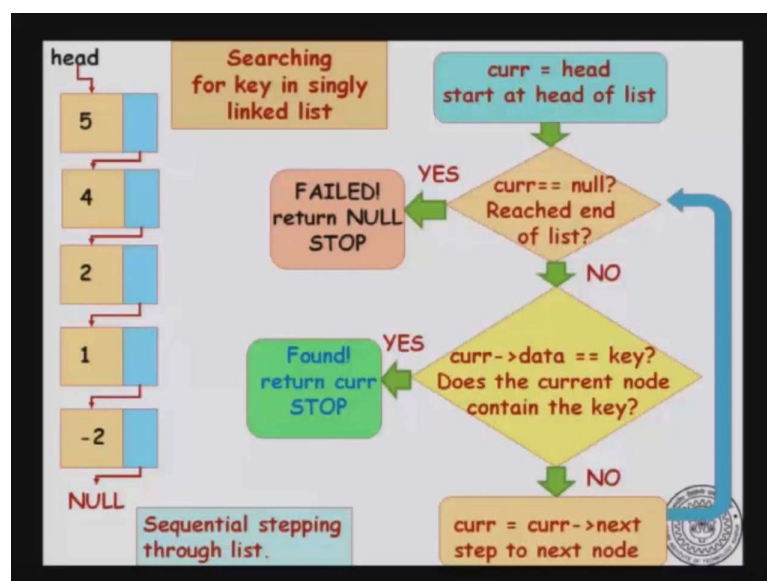 head
5
4
2
1
-2
NULL
Searching
for key in singly
linked list
curr = head
start at head of list
curr== null?
Reached end
of list?
YES
FAILED!
return NULL
STOP
NO
curr->data == key?
Does the current node
contain the key?
YES
Found!
return curr
STOP
NO
curr = curr->next
step to next node
Sequential stepping
through list.